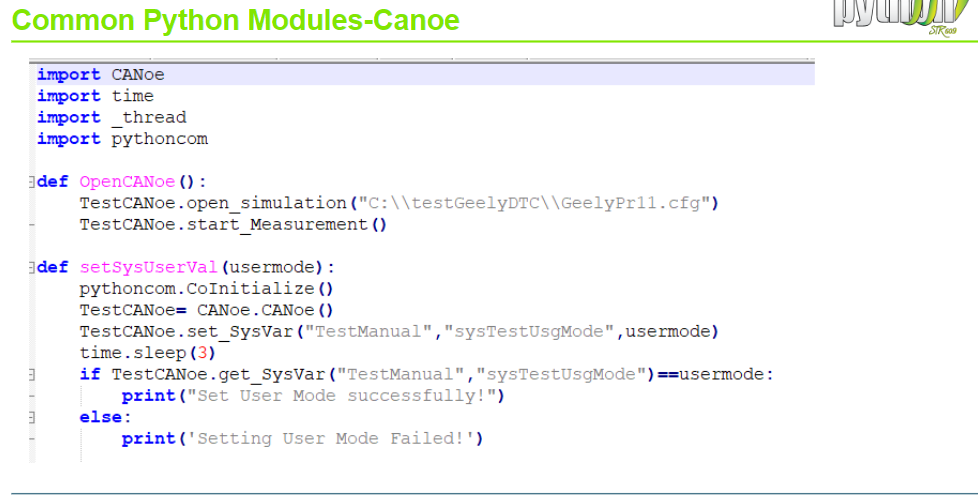 Common Python Modules-Canoe
python
STK609
import CANoe
import time
import _thread
import pythoncom
def OpenCANoe():
    TestCANoe.open_simulation("C:\\testGeelyDTC\\GeelyPr11.cfg")
    TestCANoe.start_Measurement()
def setSysUserVal(usermode):
    pythoncom.CoInitialize()
    TestCANoe= CANoe.CANoe()
    TestCANoe.set_SysVar("TestManual","sysTestUsgMode",usermode)
    time.sleep(3)
    if TestCANoe.get_SysVar("TestManual","sysTestUsgMode")==usermode:
        print("Set User Mode successfully!")
    else:
        print('Setting User Mode Failed!')